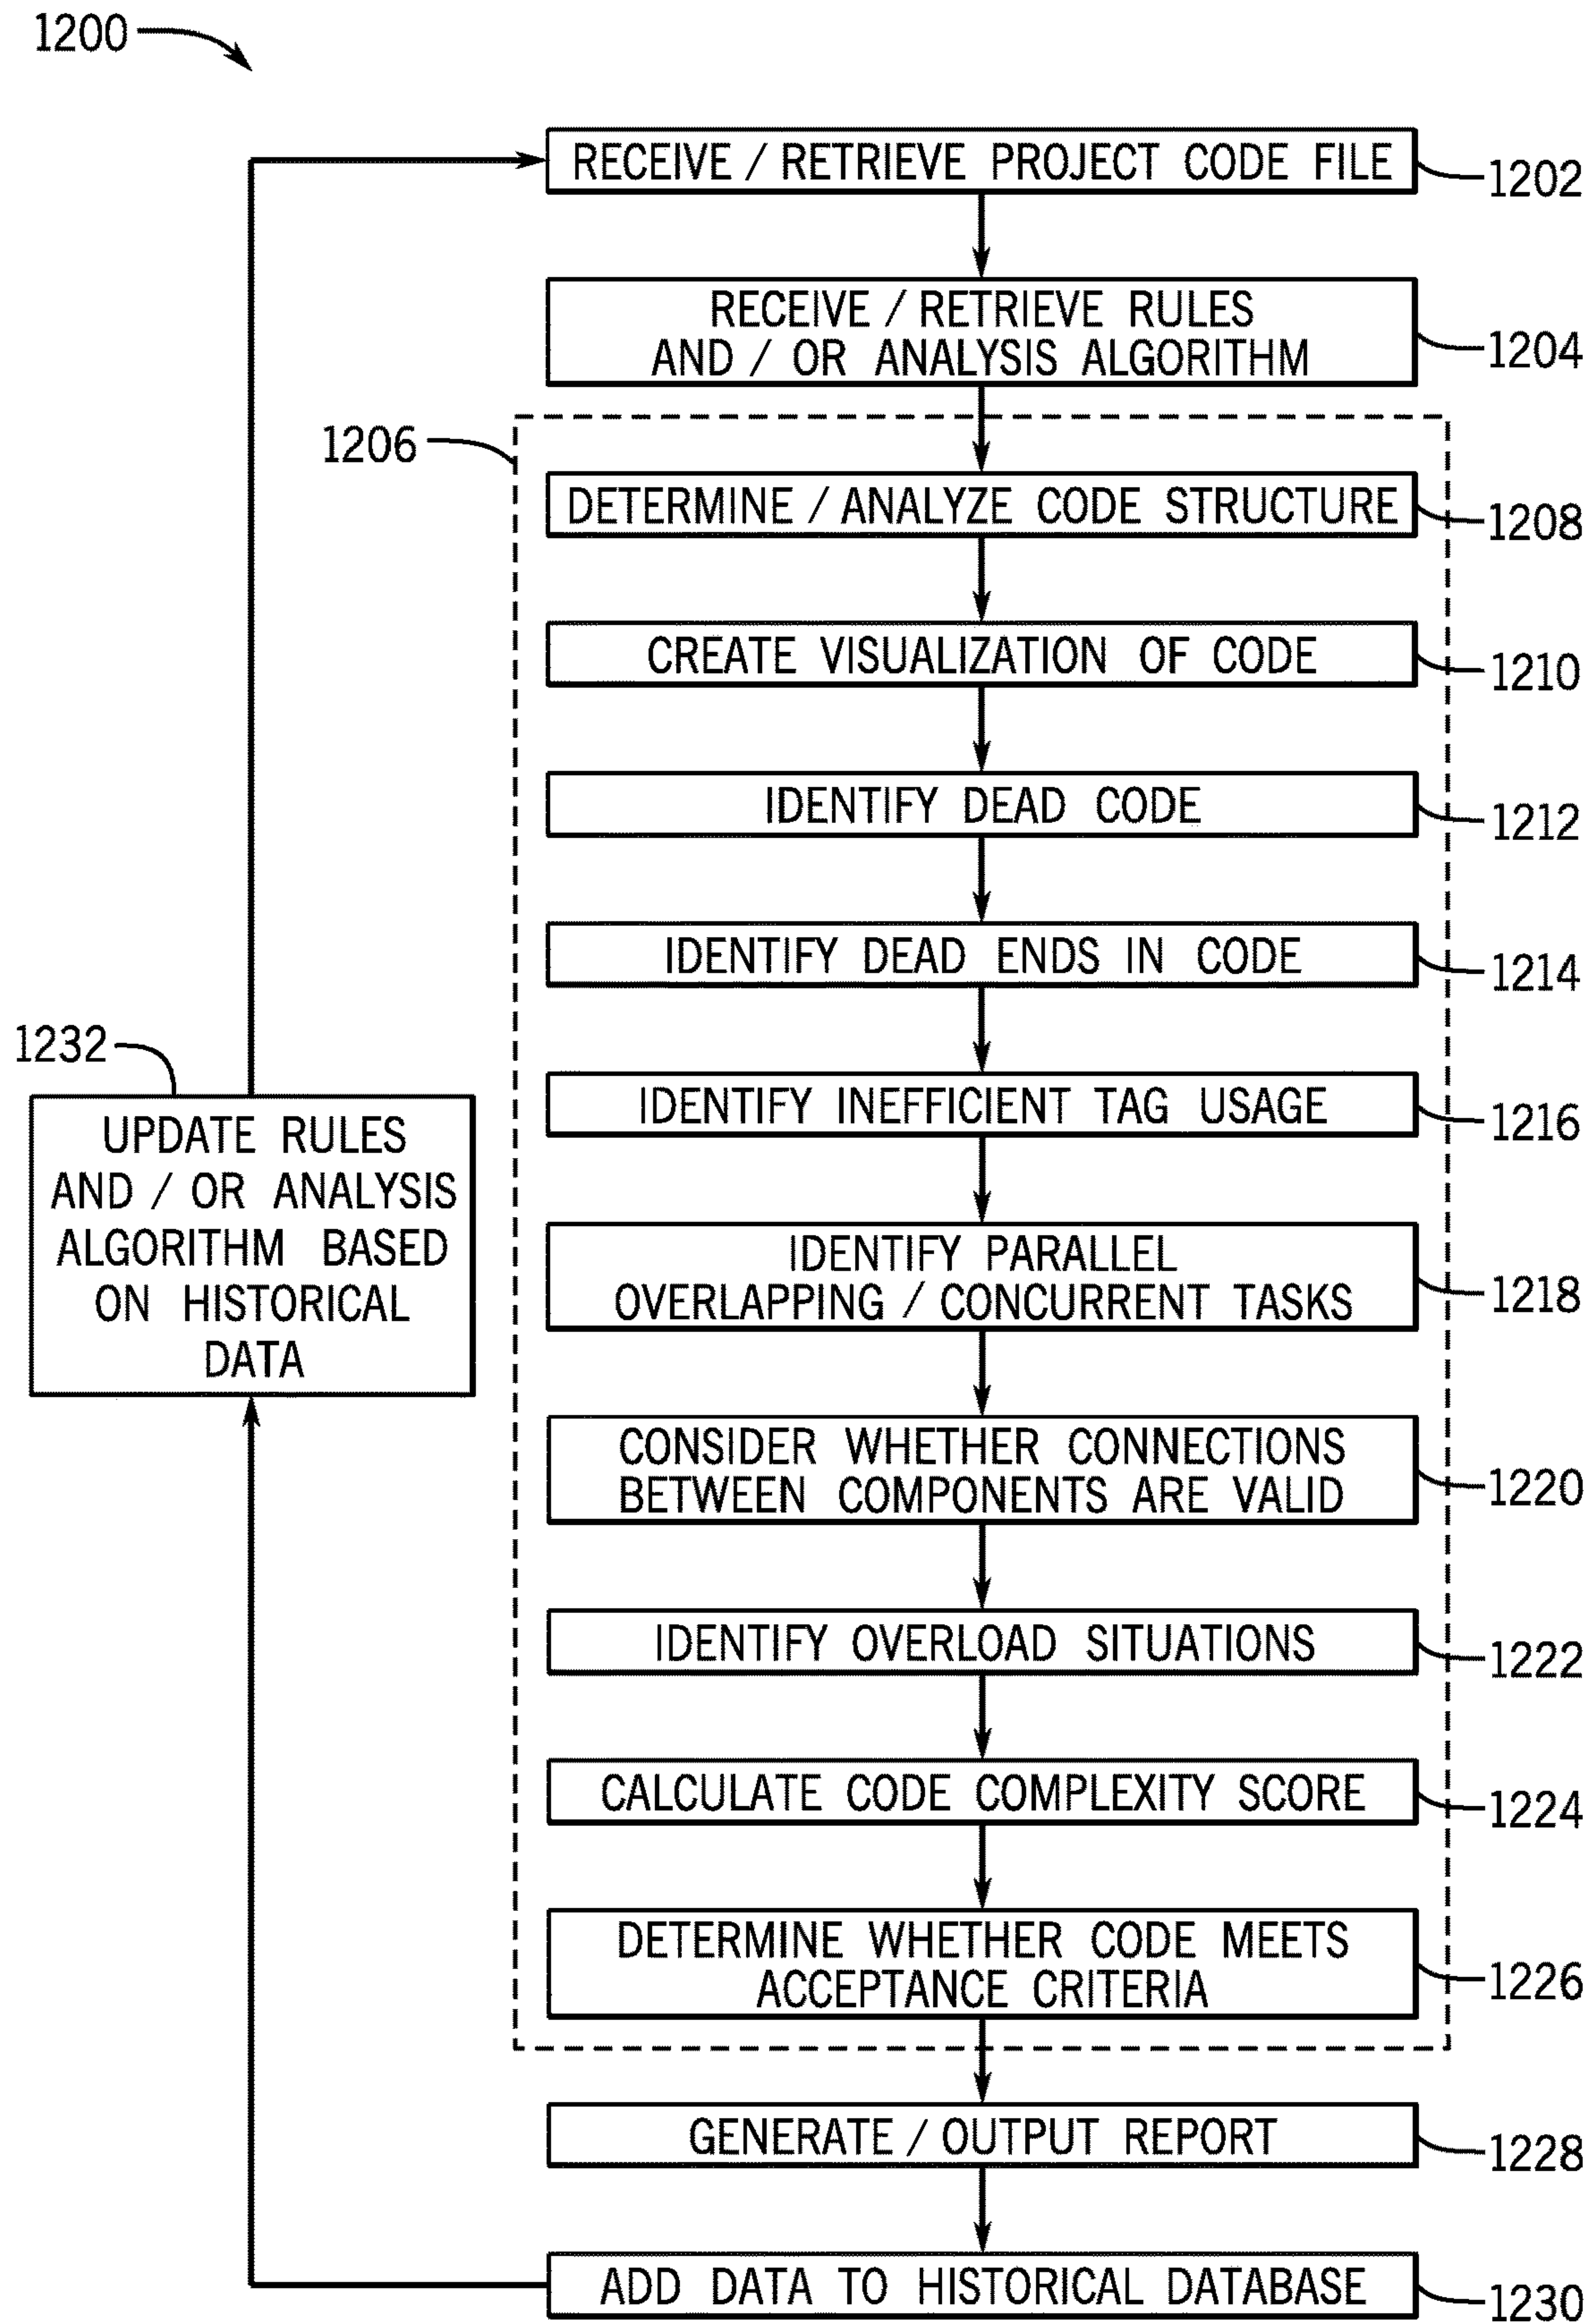 1200
RECEIVE / RETRIEVE PROJECT CODE FILE
1202
RECEIVE / RETRIEVE RULES
AND / OR ANALYSIS ALGORITHM
1204
1206
DETERMINE / ANALYZE CODE STRUCTURE
1208
CREATE VISUALIZATION OF CODE
1210
IDENTIFY DEAD CODE
1212
IDENTIFY DEAD ENDS IN CODE
1214
IDENTIFY INEFFICIENT TAG USAGE
1216
IDENTIFY PARALLEL
OVERLAPPING / CONCURRENT TASKS
1218
CONSIDER WHETHER CONNECTIONS
BETWEEN COMPONENTS ARE VALID
1220
IDENTIFY OVERLOAD SITUATIONS
1222
CALCULATE CODE COMPLEXITY SCORE
1224
DETERMINE WHETHER CODE MEETS
ACCEPTANCE CRITERIA
1226
GENERATE / OUTPUT REPORT
1228
ADD DATA TO HISTORICAL DATABASE
1230
1232
UPDATE RULES
AND / OR ANALYSIS
ALGORITHM BASED
ON HISTORICAL
DATA